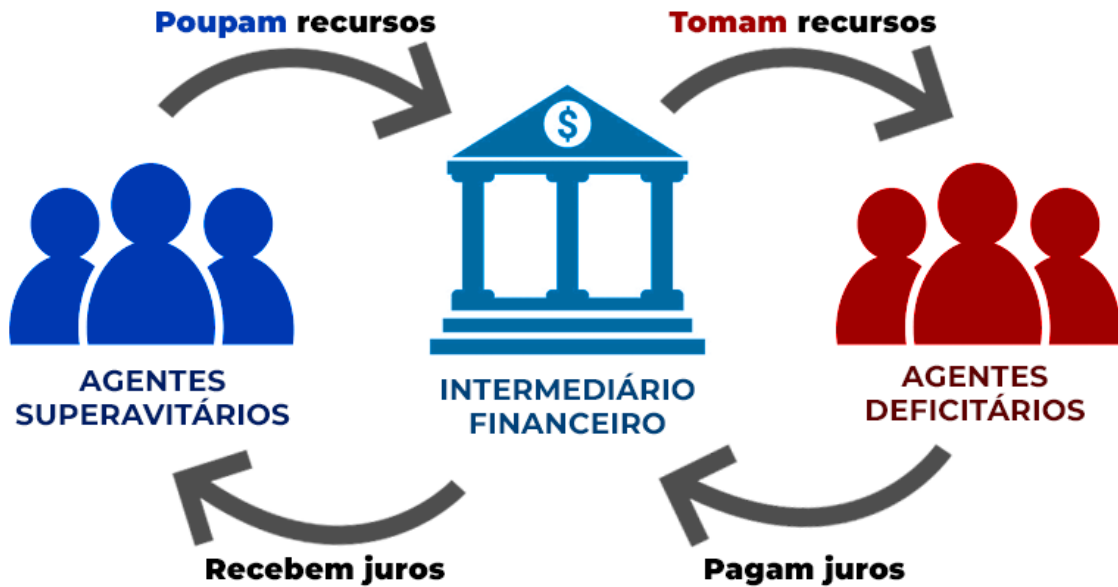 Poupam recursos
Tomam recursos
$
AGENTES
SUPERAVITÁRIOS
INTERMEDIÁRIO
FINANCEIRO
AGENTES
DEFICITÁRIOS
Recebem juros
Pagam juros